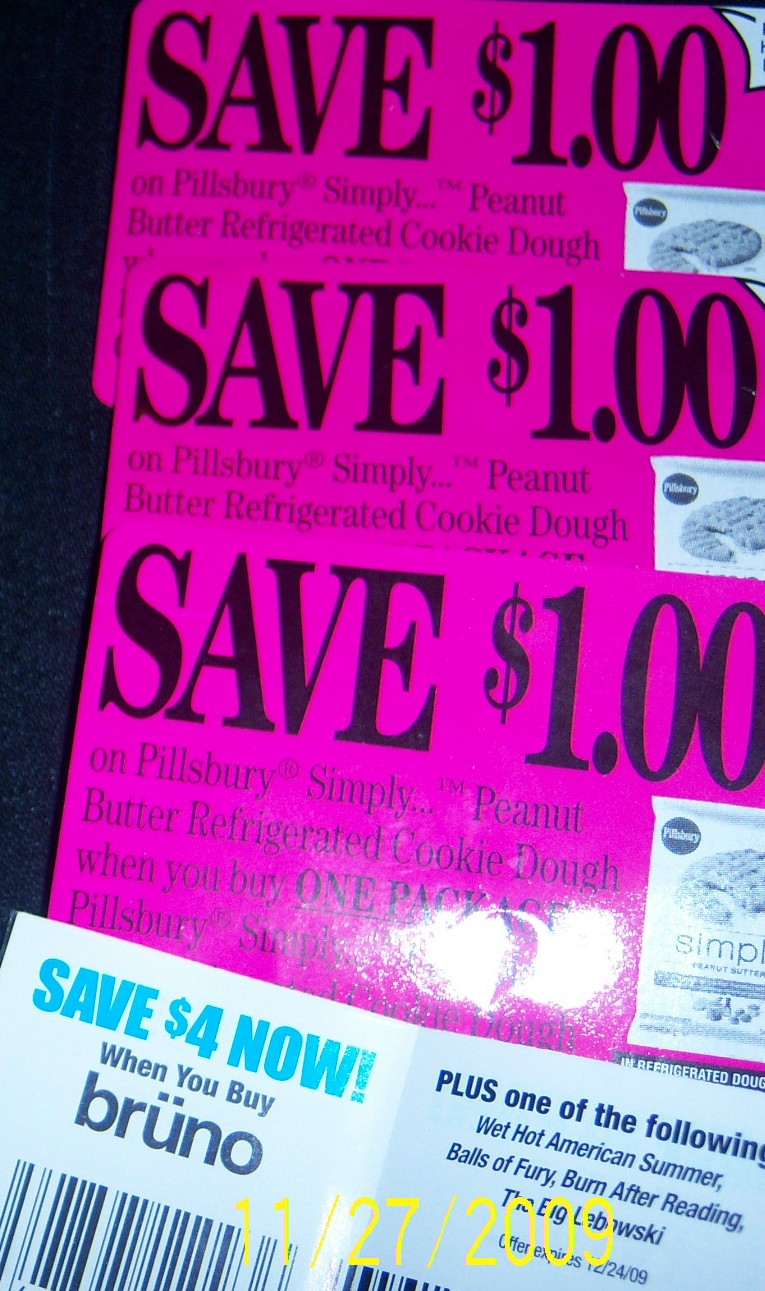 SAVE $1.00
on Pillsbury® Simply...™ Peanut
Butter Refrigerated Cookie Dough
Pillsbury
SAVE $1.00
on Pillsbury® Simply...™ Peanut
Butter Refrigerated Cookie Dough
Pillsbury
SAVE $1.00
on Pillsbury® Simply...™ Peanut
Butter Refrigerated Cookie Dough
when you buy ONE PACKAGE
Pillsbury® Simply...
Cookie Dough
Pillsbury
simpl
PEANUT BUTTER
IN REFRIGERATED DOUG
SAVE $4 NOW!
When You Buy
brüno
PLUS one of the following
Wet Hot American Summer,
Balls of Fury, Burn After Reading,
The Big Lebowski
Offer expires 12/24/09
11/27/2009